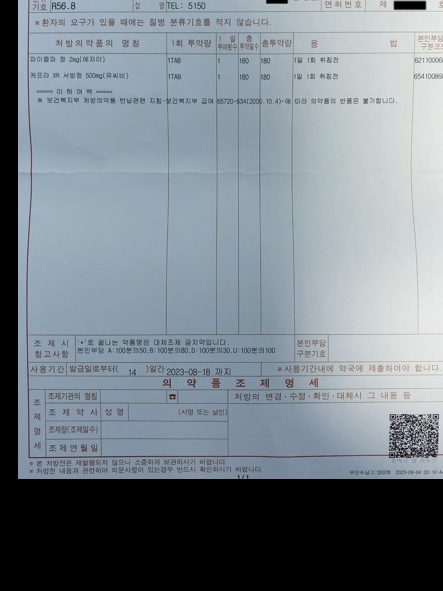 기호 R56.8 성 명 TEL: 5150 면허번호 제 호
※환자의 요구가 있을 때에는 질병 분류기호를 적지 않습니다.
처방의약품의 명칭 1회 투약량 1일 투여횟수 총 투약일수 총투약량 용 법 본인부담 구분코드
파이콤파 정 2mg(에자이) 1TAB 1 180 180 1일 1회 취침전 62110006
케프라 XR 서방정 500mg(유씨비) 1TAB 1 180 180 1일 1회 취침전 65410086
===== 이 하 여 백 =====
※ 보건복지부 처방의약품 반납관련 지침-보건복지부 급여 65720-634(2000.10.4)-에 따라 의약품의 반품은 불가합니다.
조 제 시 참고사항 '*'로 끝나는 약품명은 대체조제 금지약입니다. 본인부담 구분기호
본인부담 A:100분의50,B:100분의80,D:100분의30,U:100분의100
사용기간 발급일로부터( 14 )일간 2023-08-18 까지 ※사용기간내에 약국에 제출하여야 합니다.
의 약 품 조 제 명 세
조제기관의 명칭 ☎ 처방의 변경·수정·확인·대체시 그 내용 등
조 제 명 세
조 제 약 사 성 명 (서명 또는 날인)
조제량(조제일수)
조 제 연 월 일
※ 본 처방전은 재발행되지 않으니 소중하게 보관하시기 바랍니다.
※ 처방전 내용과 관련하여 의문사항이 있는경우 반드시 확인하시기 바랍니다.
1/1